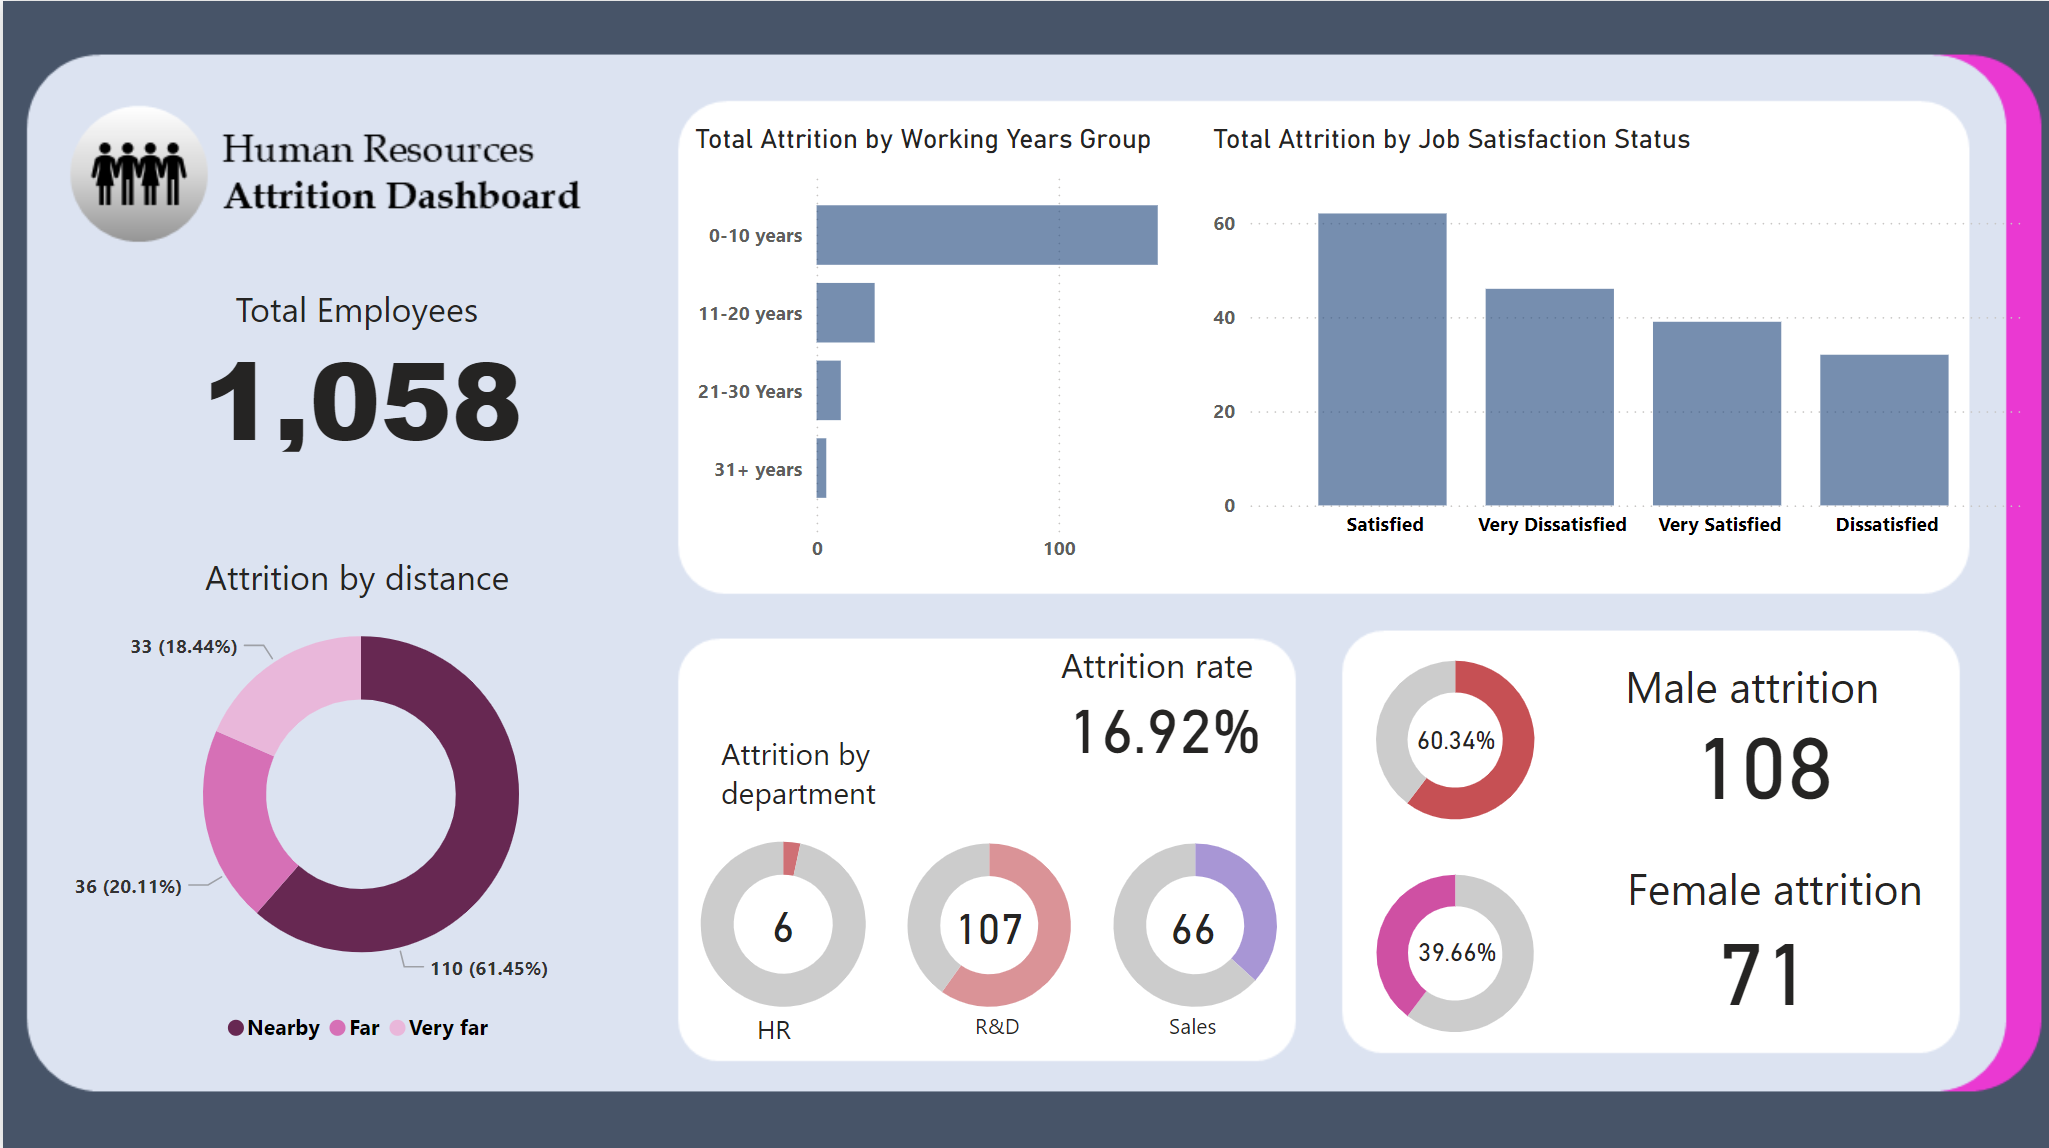 Human Resources
Attrition Dashboard
Total Employees
1,058
Attrition by distance
33 (18.44%)
36 (20.11%)
110 (61.45%)
Nearby Far Very far
Total Attrition by Working Years Group
0-10 years
11-20 years
21-30 Years
31+ years
0 100
Total Attrition by Job Satisfaction Status
60
40
20
0
Satisfied Very Dissatisfied Very Satisfied Dissatisfied
Attrition rate
16.92%
Attrition by
department
6 107 66
HR R&D Sales
60.34%
Male attrition
108
39.66%
Female attrition
71